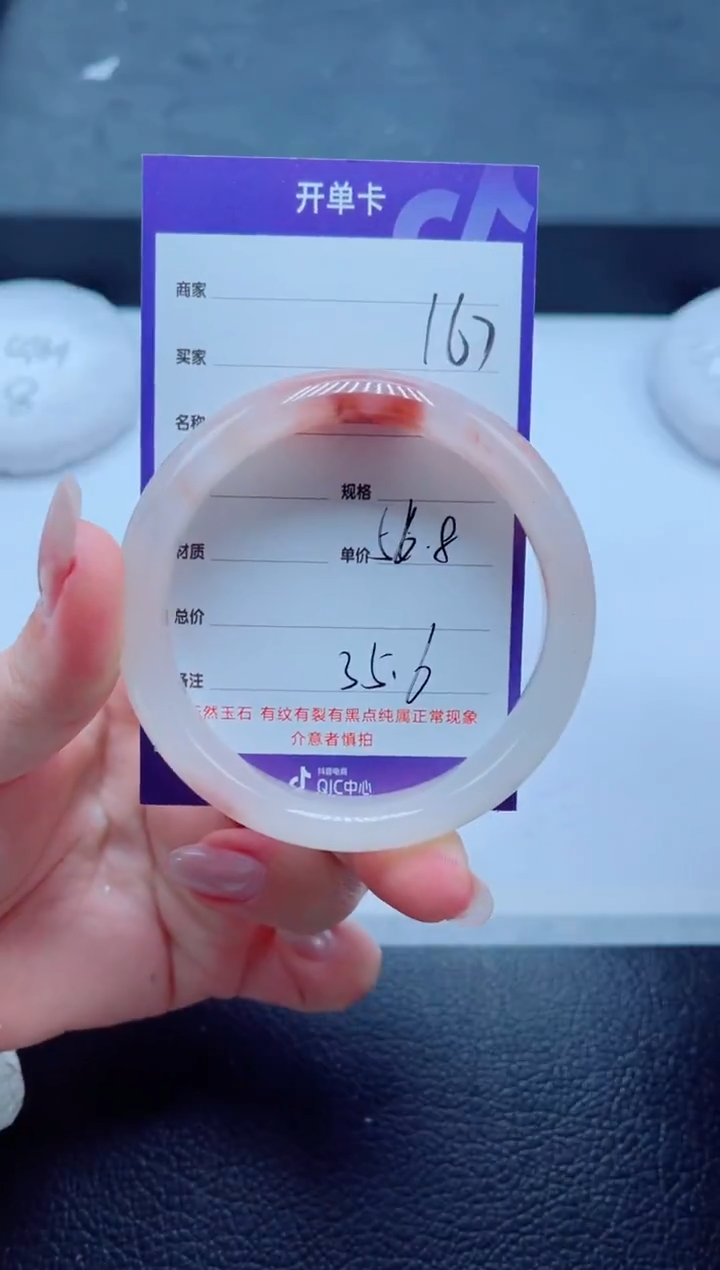 开单卡
商家
167
买家
名称
规格
材质 单价 56.8
总价
备注 35.6
天然玉石 有纹有裂有黑点纯属正常现象
介意者慎拍
抖音电商
QIC中心